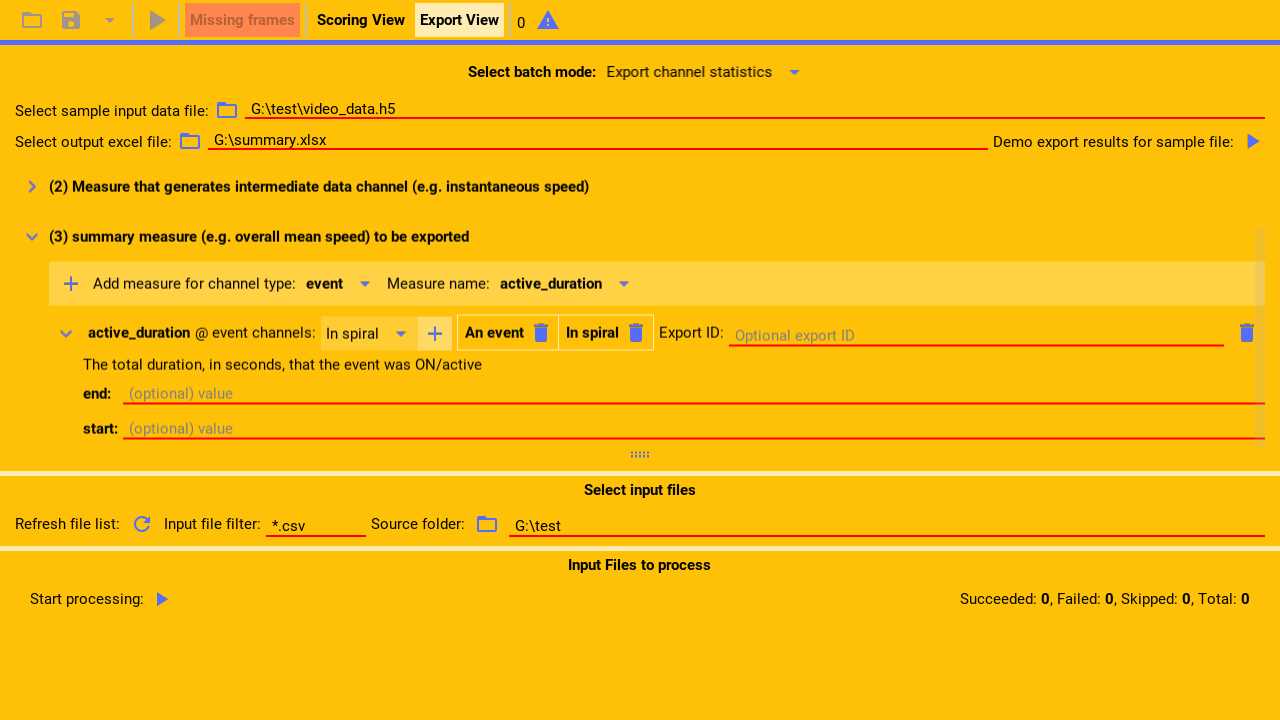 Missing frames Scoring View Export View 0
Select batch mode: Export channel statistics
Select sample input data file: G:\test\video_data.h5
Select output excel file: G:\summary.xlsx Demo export results for sample file:
(2) Measure that generates intermediate data channel (e.g. instantaneous speed)
(3) summary measure (e.g. overall mean speed) to be exported
Add measure for channel type: event Measure name: active_duration
active_duration @ event channels: In spiral An event In spiral Export ID: Optional export ID
The total duration, in seconds, that the event was ON/active
end: (optional) value
start: (optional) value
Select input files
Refresh file list: Input file filter: *.csv Source folder: G:\test
Input Files to process
Start processing: Succeeded: 0, Failed: 0, Skipped: 0, Total: 0